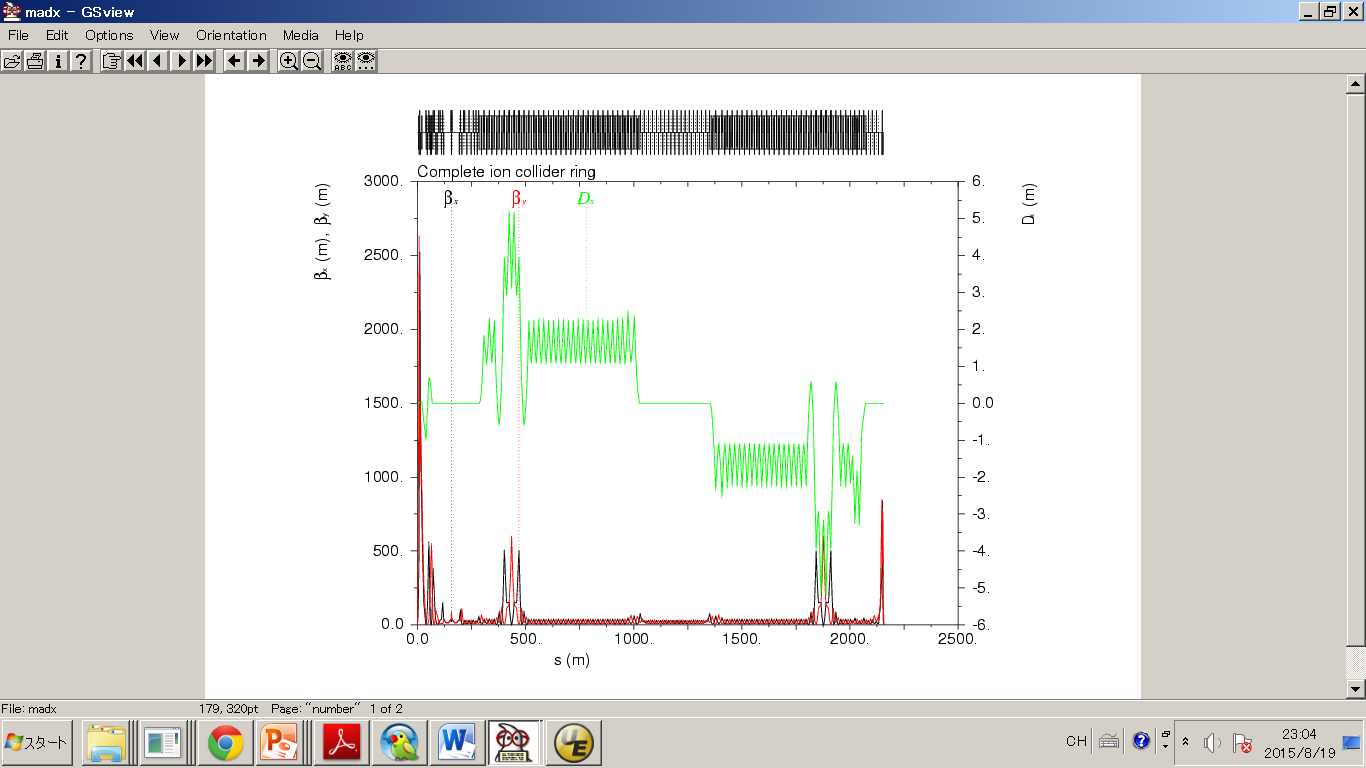 madx - GSview
File Edit Options View Orientation Media Help
ABC
Complete ion collider ring
βx βy Dx
βx (m), βy (m)
3000.
2500.
2000.
1500.
1000.
500.
0.0
Dx (m)
6.
5.
4.
3.
2.
1.
0.0
-1.
-2.
-3.
-4.
-5.
-6.
0.0 500. 1000. 1500. 2000. 2500.
s (m)
File: madx 179, 320pt Page: "number" 1 of 2
スタート
CH
23:04
2015/8/19